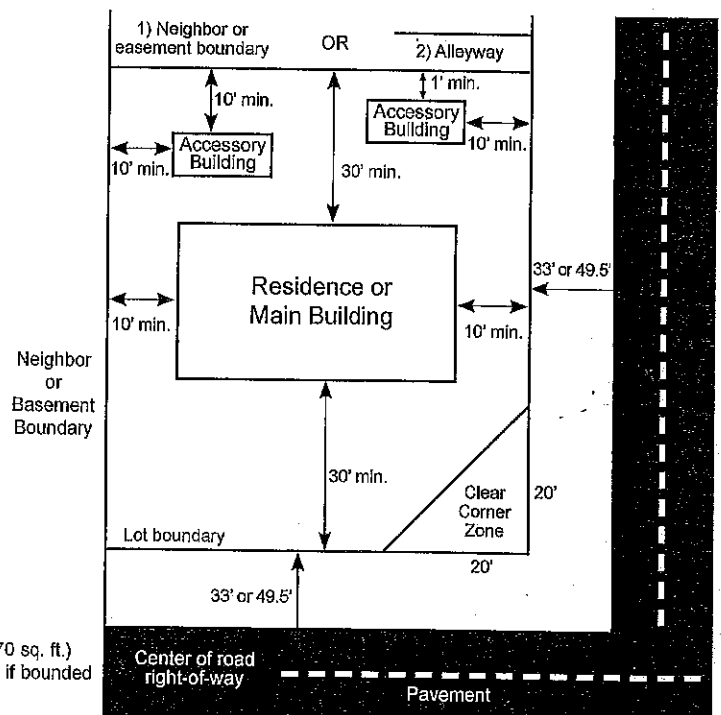 1) Neighbor or
easement boundary
OR
2) Alleyway
10' min.
1' min.
Accessory
Building
Accessory
Building
10' min.
10' min.
30' min.
33' or 49.5'
Residence or
Main Building
10' min.
10' min.
Neighbor
or
Basement
Boundary
30' min.
Clear
Corner
Zone
20'
Lot boundary
20'
33' or 49.5'
70 sq. ft.)
if bounded
Center of road
right-of-way
Pavement